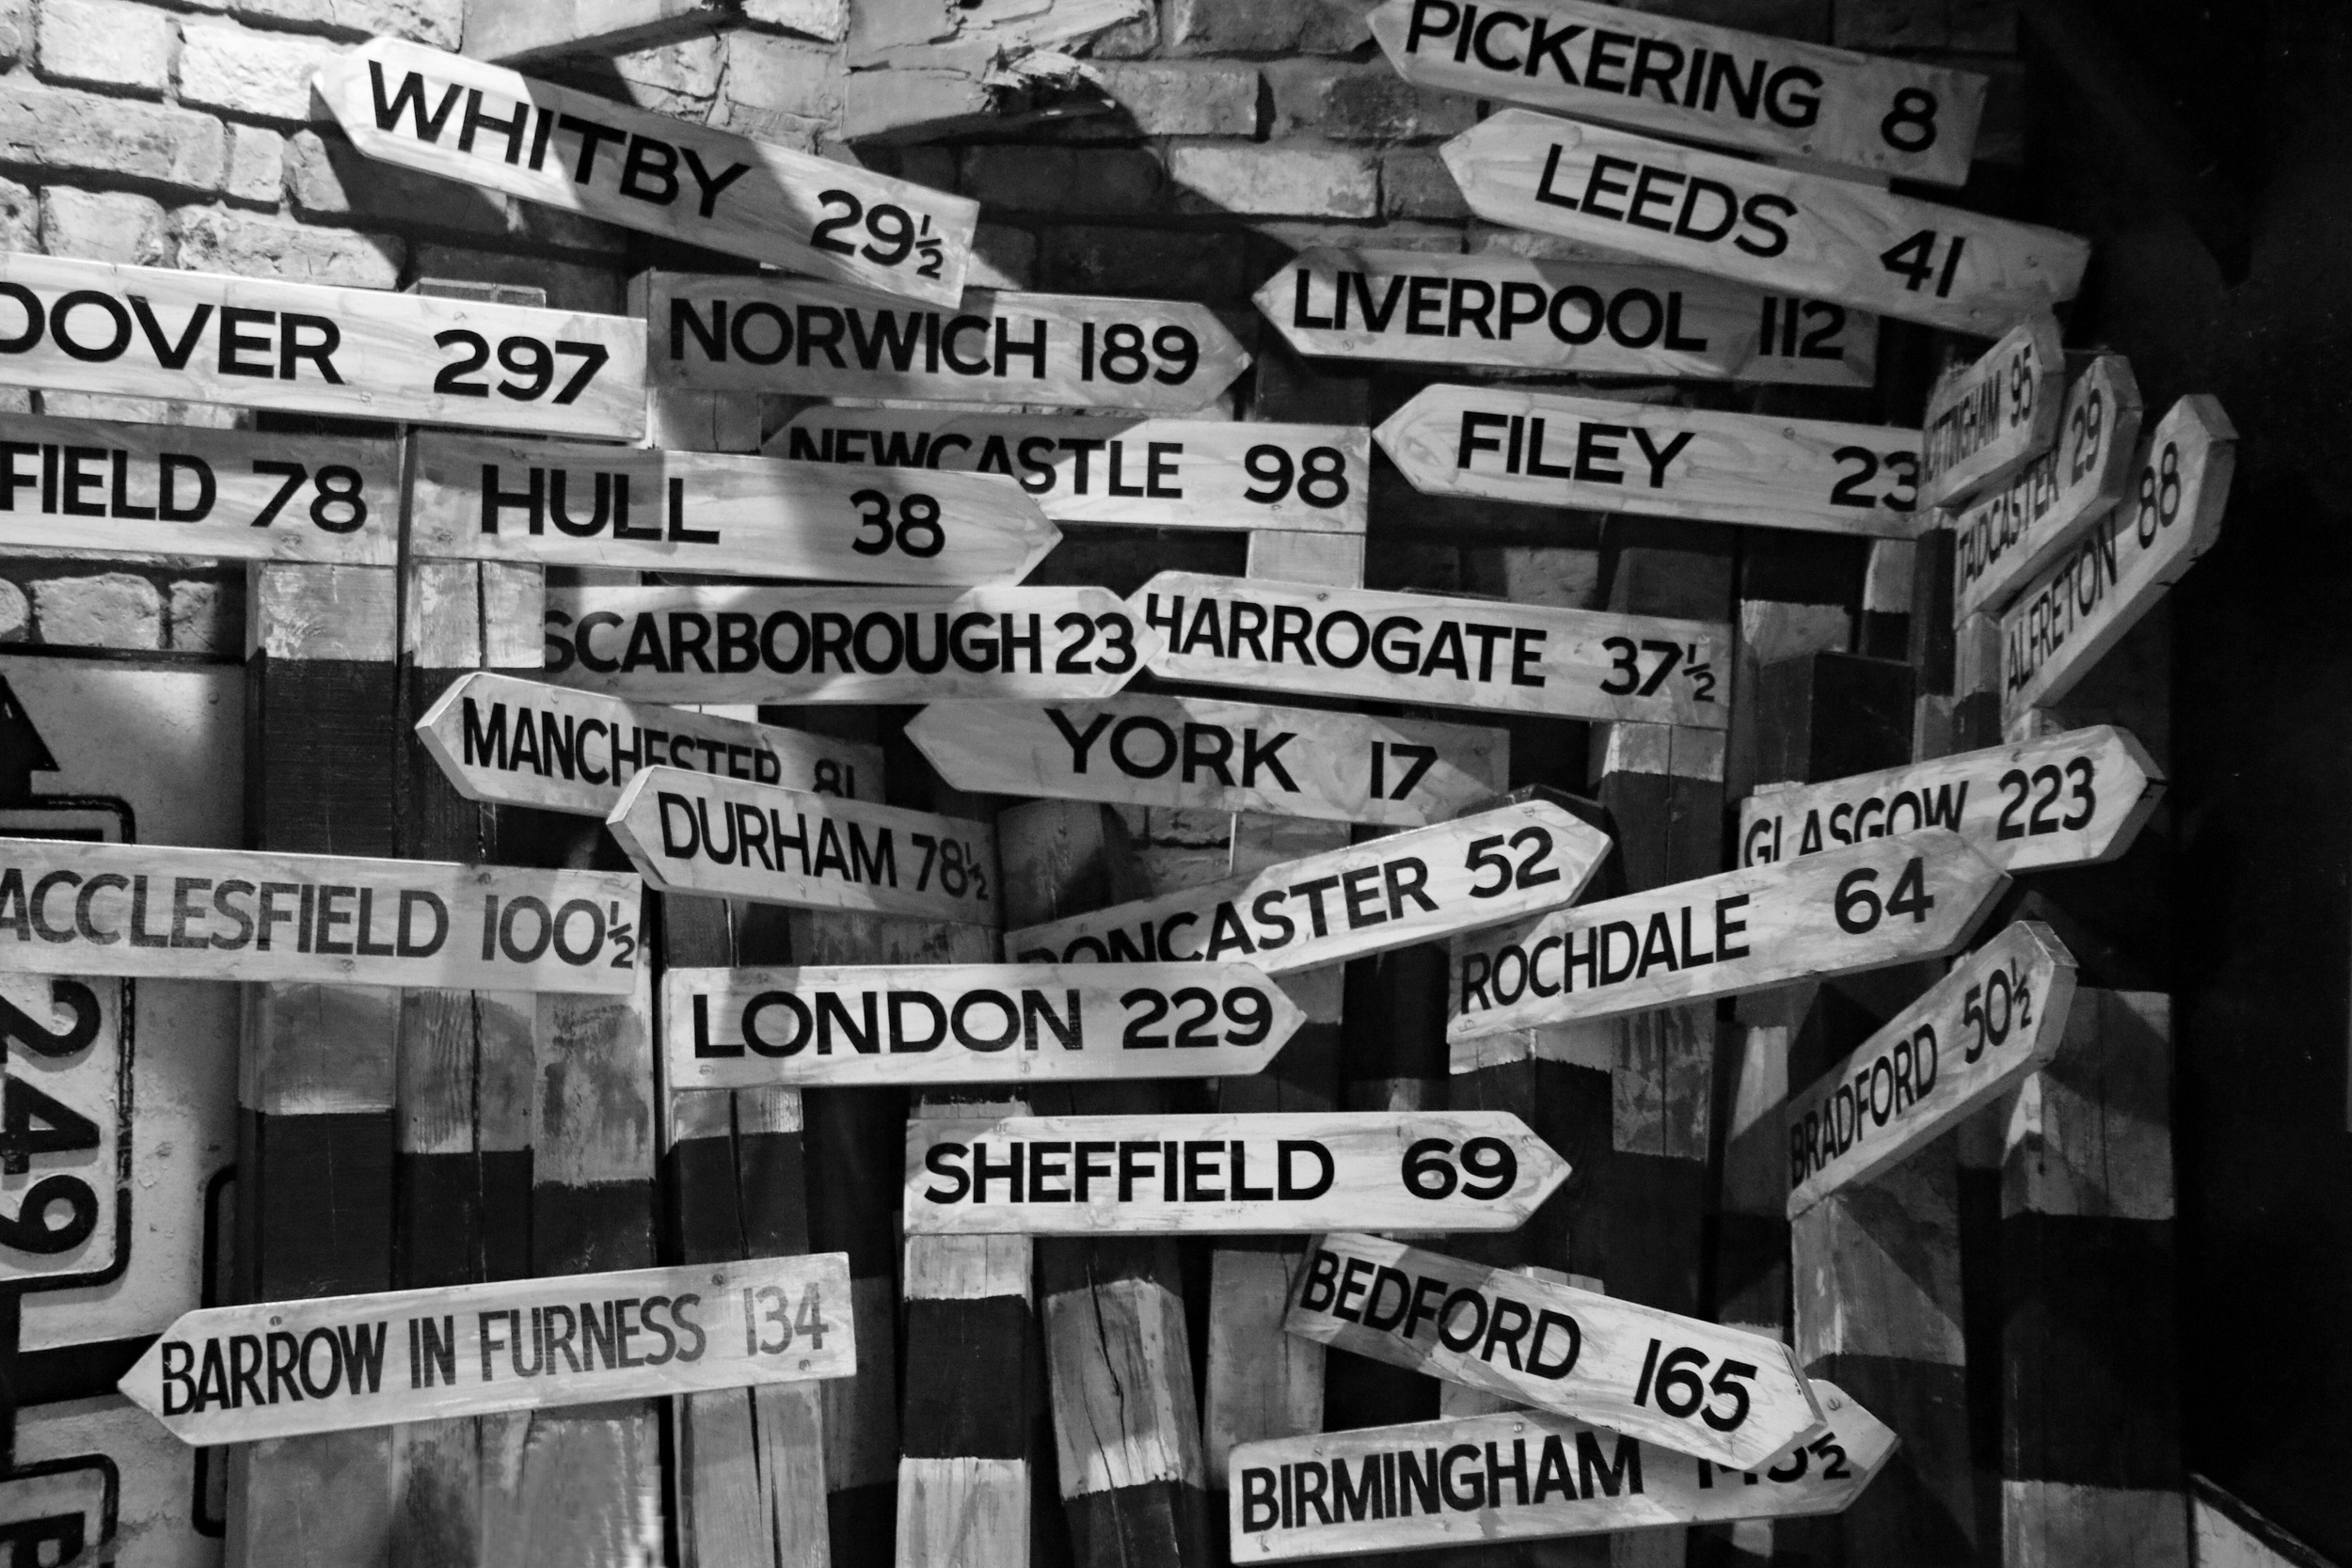 PICKERING 8
WHITBY 29½
LEEDS 41
DOVER 297
NORWICH 189
LIVERPOOL 112
NOTTINGHAM 95
FIELD 78
HULL 38
NEWCASTLE 98
FILEY 23
TADCASTER 29
ALFRETON 88
SCARBOROUGH 23
HARROGATE 37½
MANCHESTER 81
YORK 17
DURHAM 78½
GLASGOW 223
ACCLESFIELD 100½
DONCASTER 52
ROCHDALE 64
LONDON 229
BRADFORD 50½
249
SHEFFIELD 69
BARROW IN FURNESS 134
BEDFORD 165
BIRMINGHAM